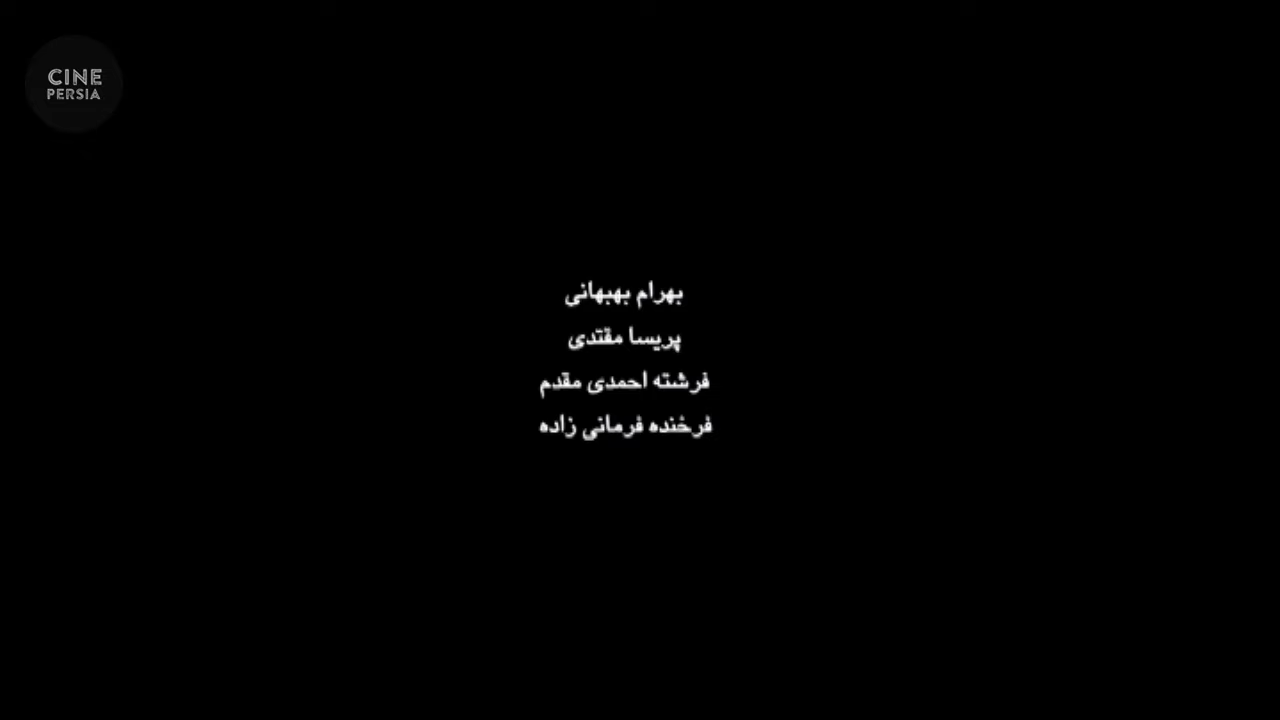 CINE
PERSIA
بهرام بهبهانی
پریسا مقتدی
فرشته احمدی مقدم
فرخنده فرمانی زاده